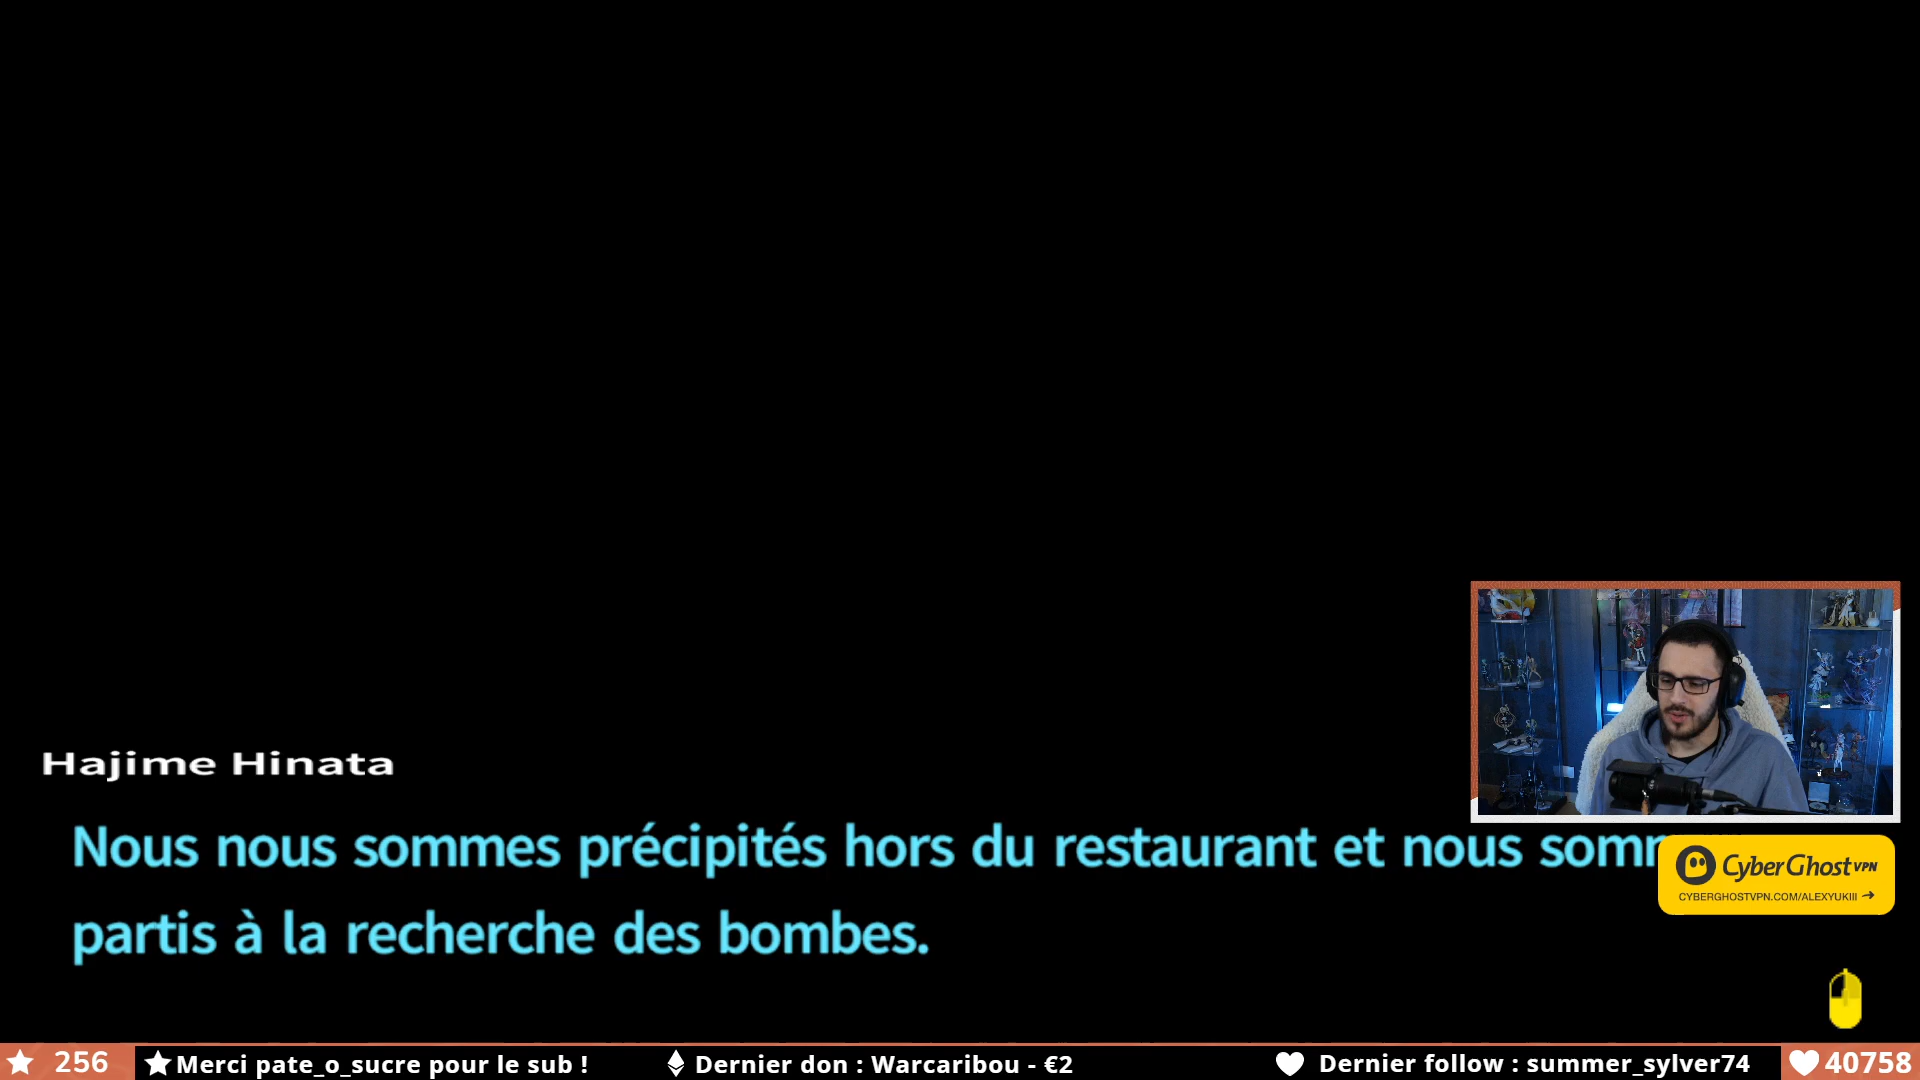 Hajime Hinata
Nous nous sommes précipités hors du restaurant et nous
partis à la recherche des bombes.
CyberGhost VPN
CYBERGHOSTVPN.COM/ALEXYUKIII →
256
Merci pate_o_sucre pour le sub !
Dernier don : Warcaribou - €2
Dernier follow : summer_sylver74
40758